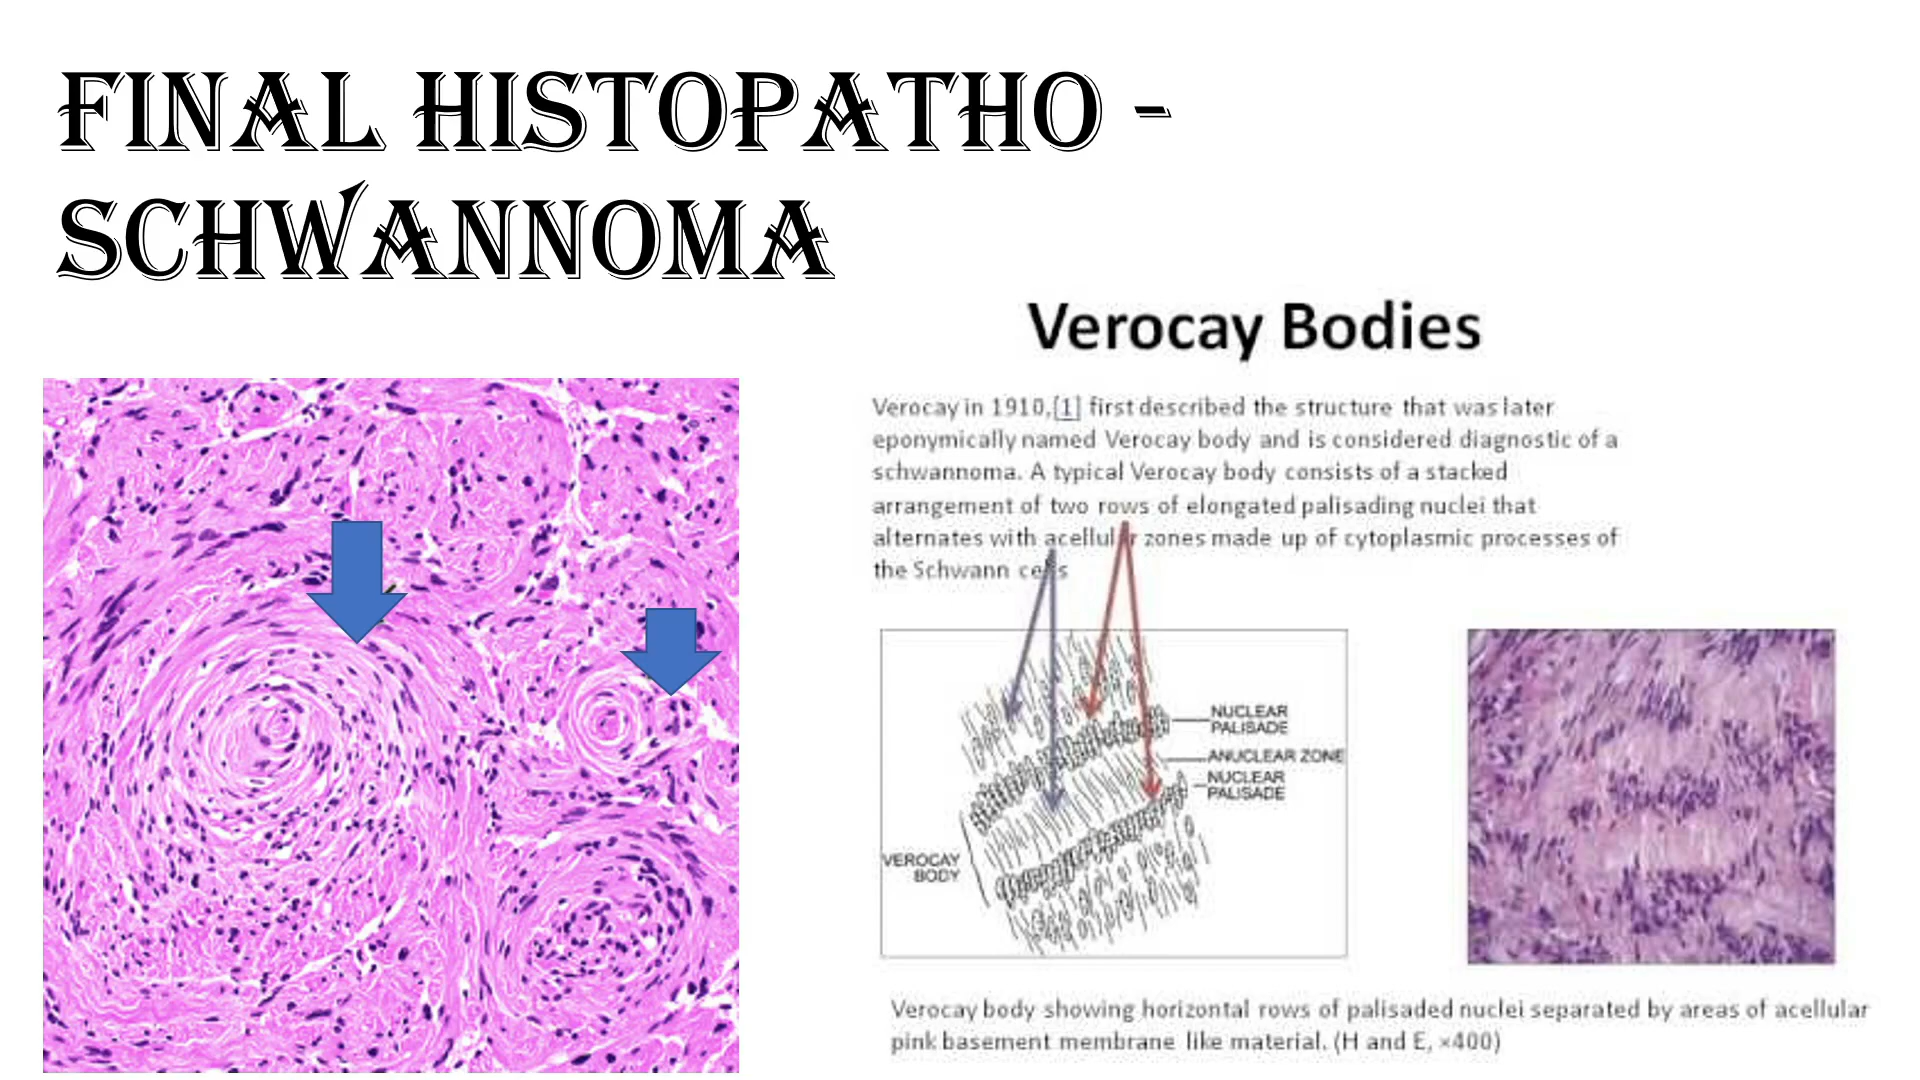 FINAL HISTOPATHO -
SCHWANNOMA
Verocay Bodies
Verocay in 1910,[1] first described the structure that was later
eponymically named Verocay body and is considered diagnostic of a
schwannoma. A typical Verocay body consists of a stacked
arrangement of two rows of elongated palisading nuclei that
alternates with acellular zones made up of cytoplasmic processes of
the Schwann cells
NUCLEAR
PALISADE
ANUCLEAR ZONE
NUCLEAR
PALISADE
VEROCAY
BODY
Verocay body showing horizontal rows of palisaded nuclei separated by areas of acellular
pink basement membrane like material. (H and E, ×400)